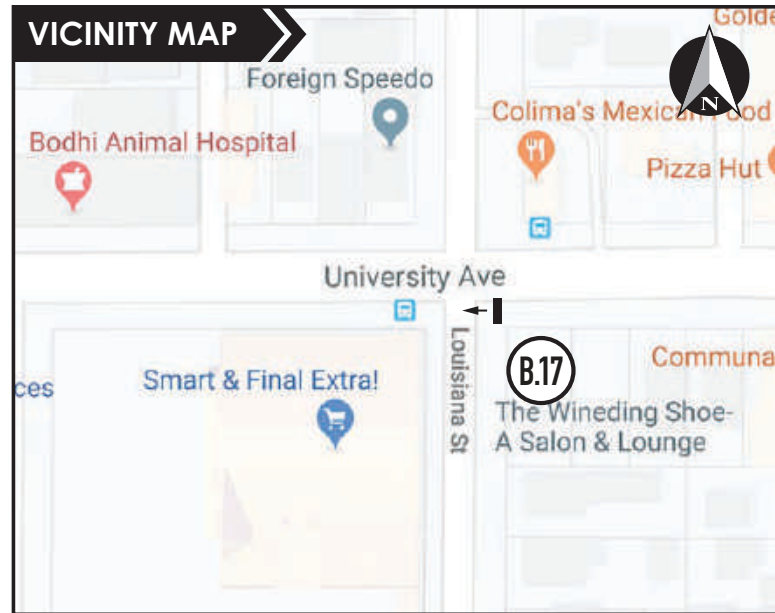 VICINITY MAP
Golde
Foreign Speedo
Colima's Mexican Food
N
Bodhi Animal Hospital
Pizza Hut
University Ave
Louisiana St
B.17
Communa
ces
Smart & Final Extra!
The Wineding Shoe-
A Salon & Lounge